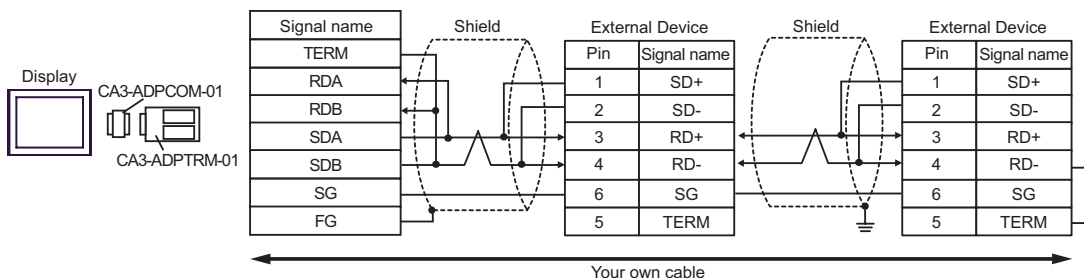 Display
CA3-ADPCOM-01
CA3-ADPTRM-01
Signal name
TERM
RDA
RDB
SDA
SDB
SG
FG
Shield
External Device
Pin Signal name
1 SD+
2 SD-
3 RD+
4 RD-
6 SG
5 TERM
Shield
External Device
Pin Signal name
1 SD+
2 SD-
3 RD+
4 RD-
6 SG
5 TERM
Your own cable